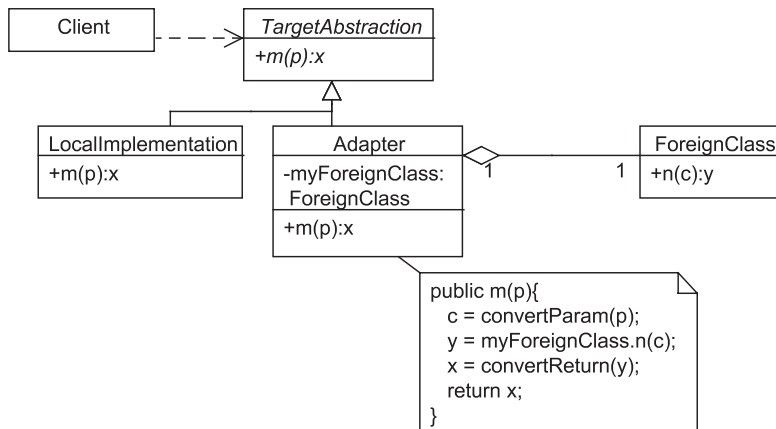 Client
TargetAbstraction
+m(p):x
LocalImplementation
+m(p):x
Adapter
-myForeignClass:
ForeignClass
+m(p):x
1
1
ForeignClass
+n(c):y
public m(p){
c = convertParam(p);
y = myForeignClass.n(c);
x = convertReturn(y);
return x;
}